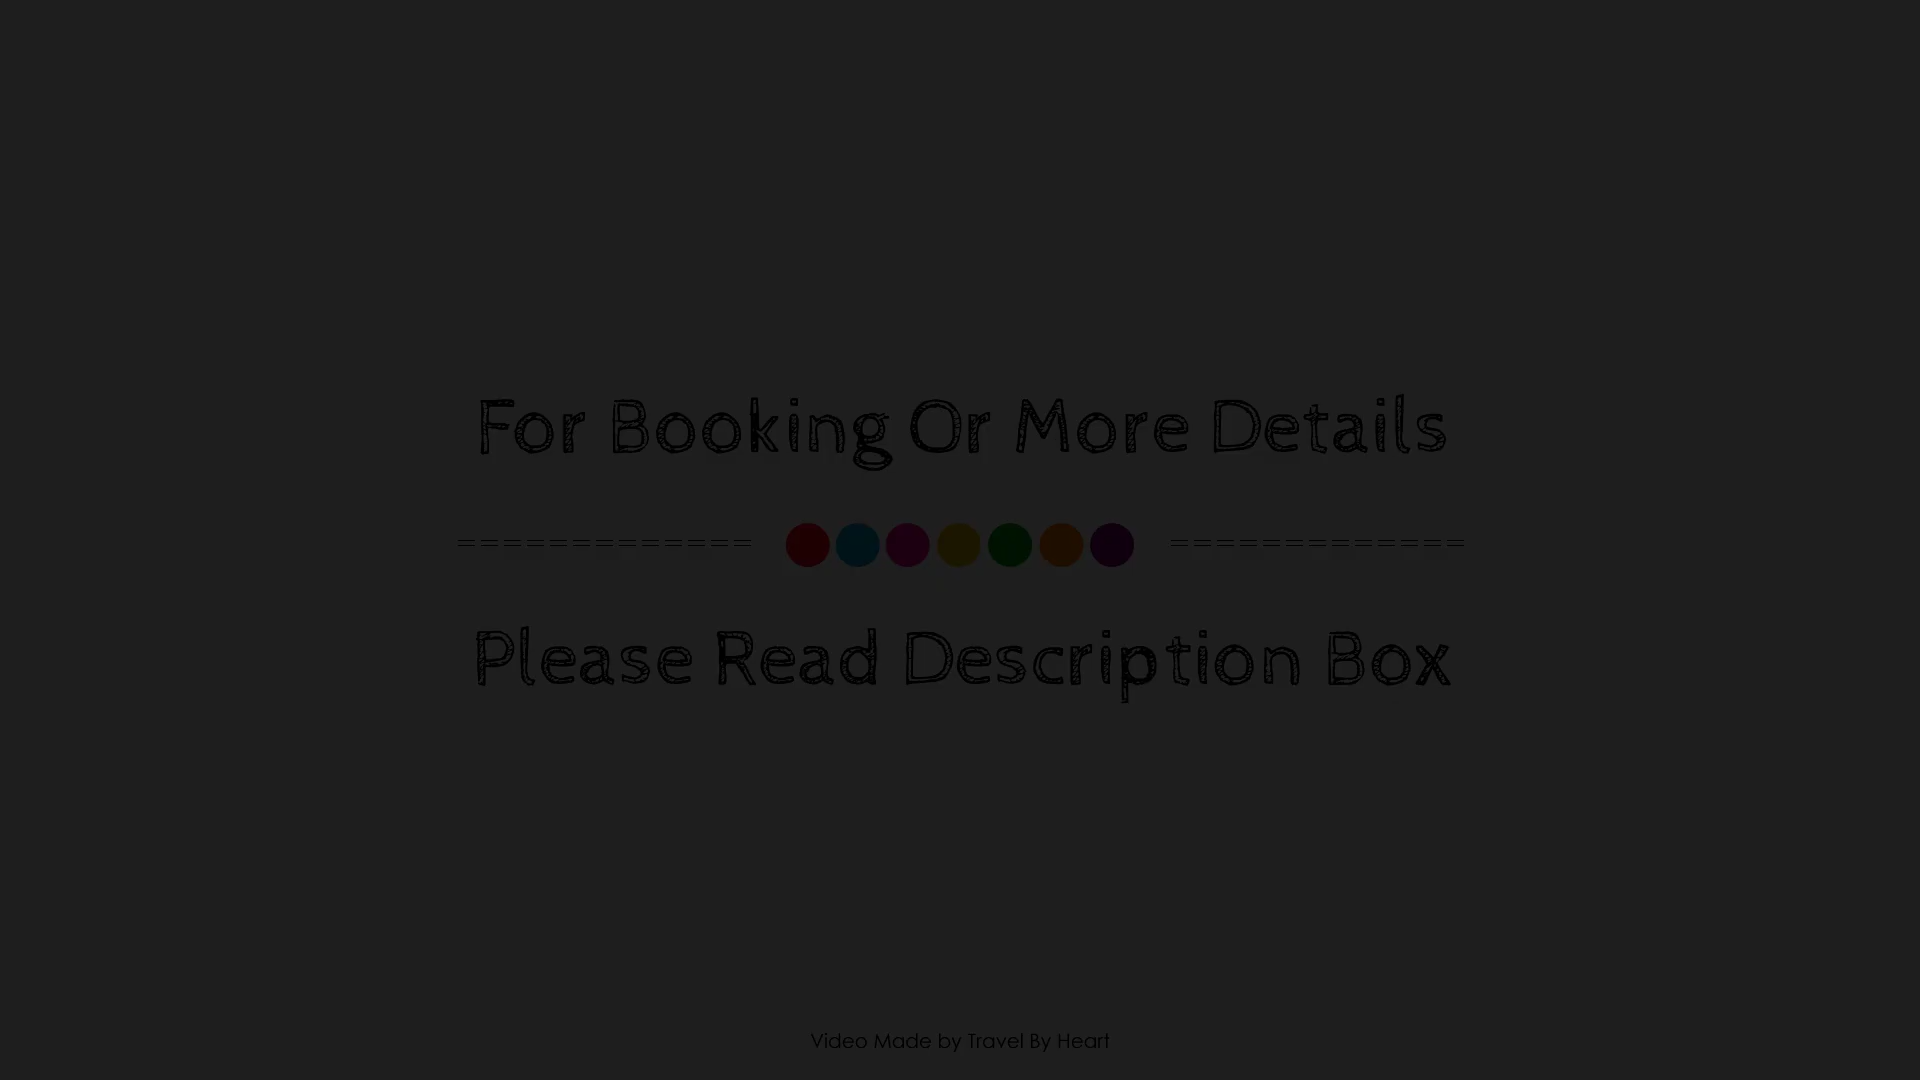 For Booking Or More Details
============= =============
Please Read Description Box
Video Made by Travel By Heart